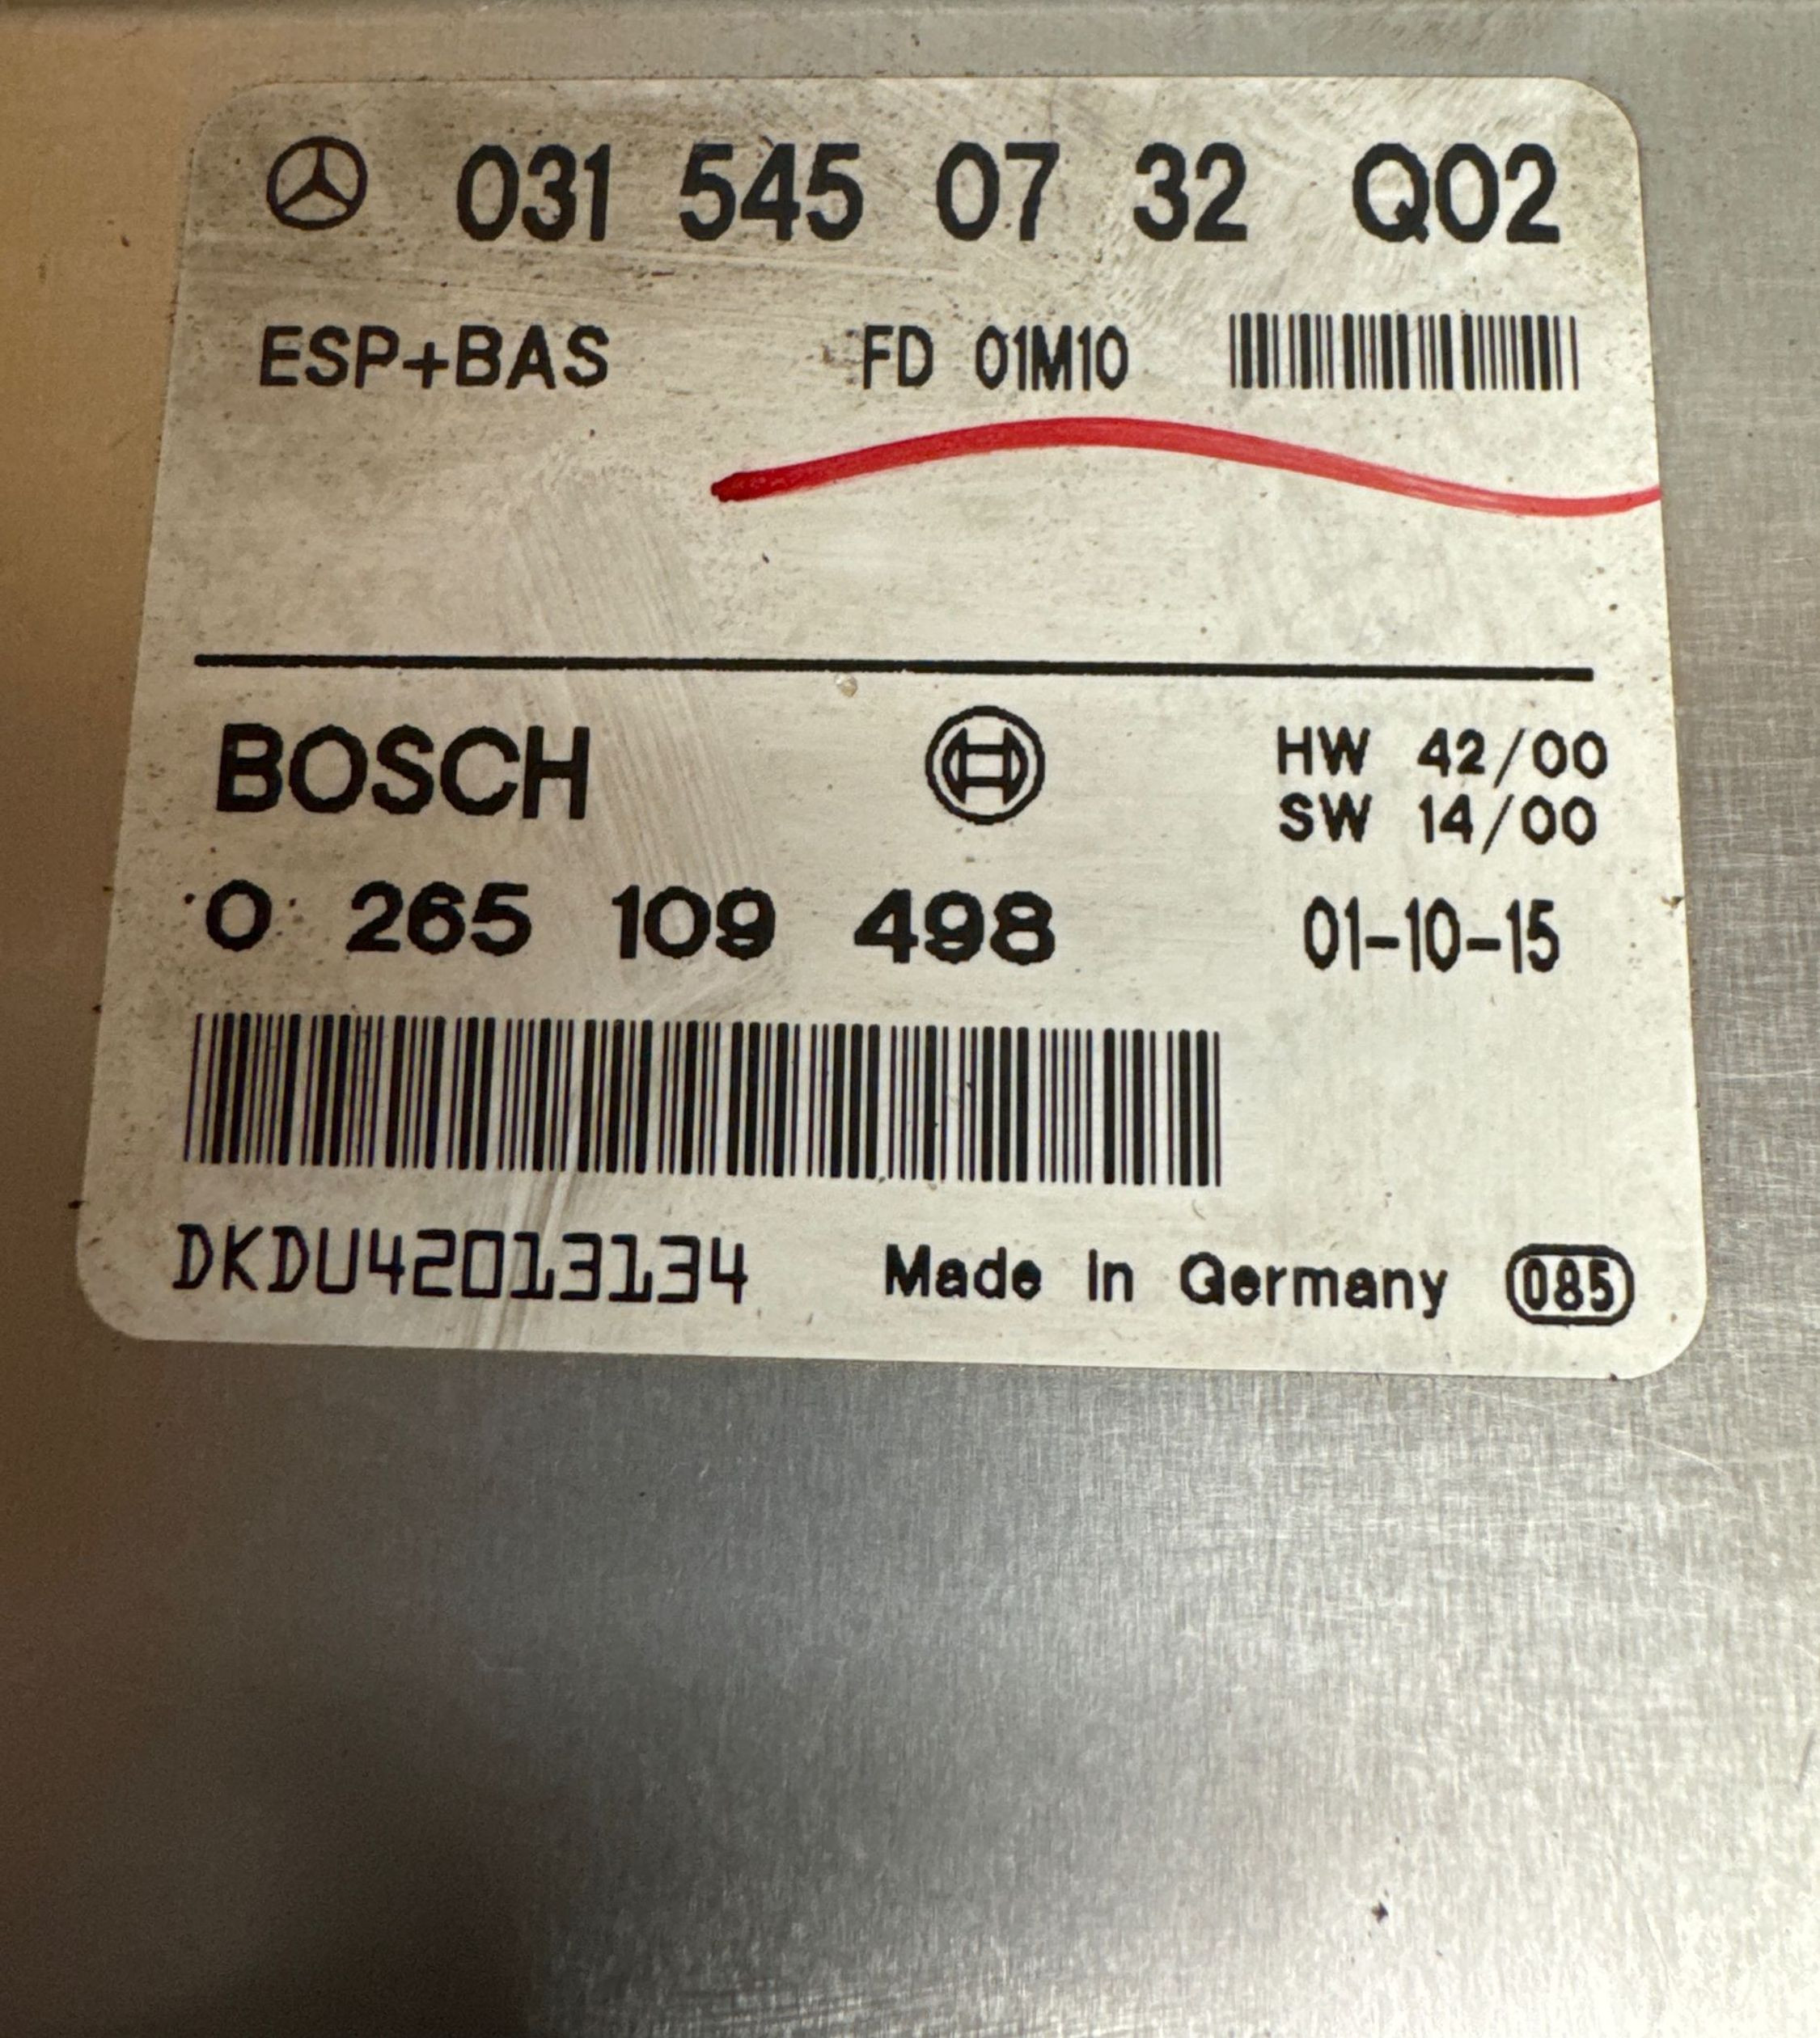 031 545 07 32 Q02
ESP+BAS FD 01M10
BOSCH HW 42/00
SW 14/00
0 265 109 498 01-10-15
DKDU42013134 Made in Germany 085